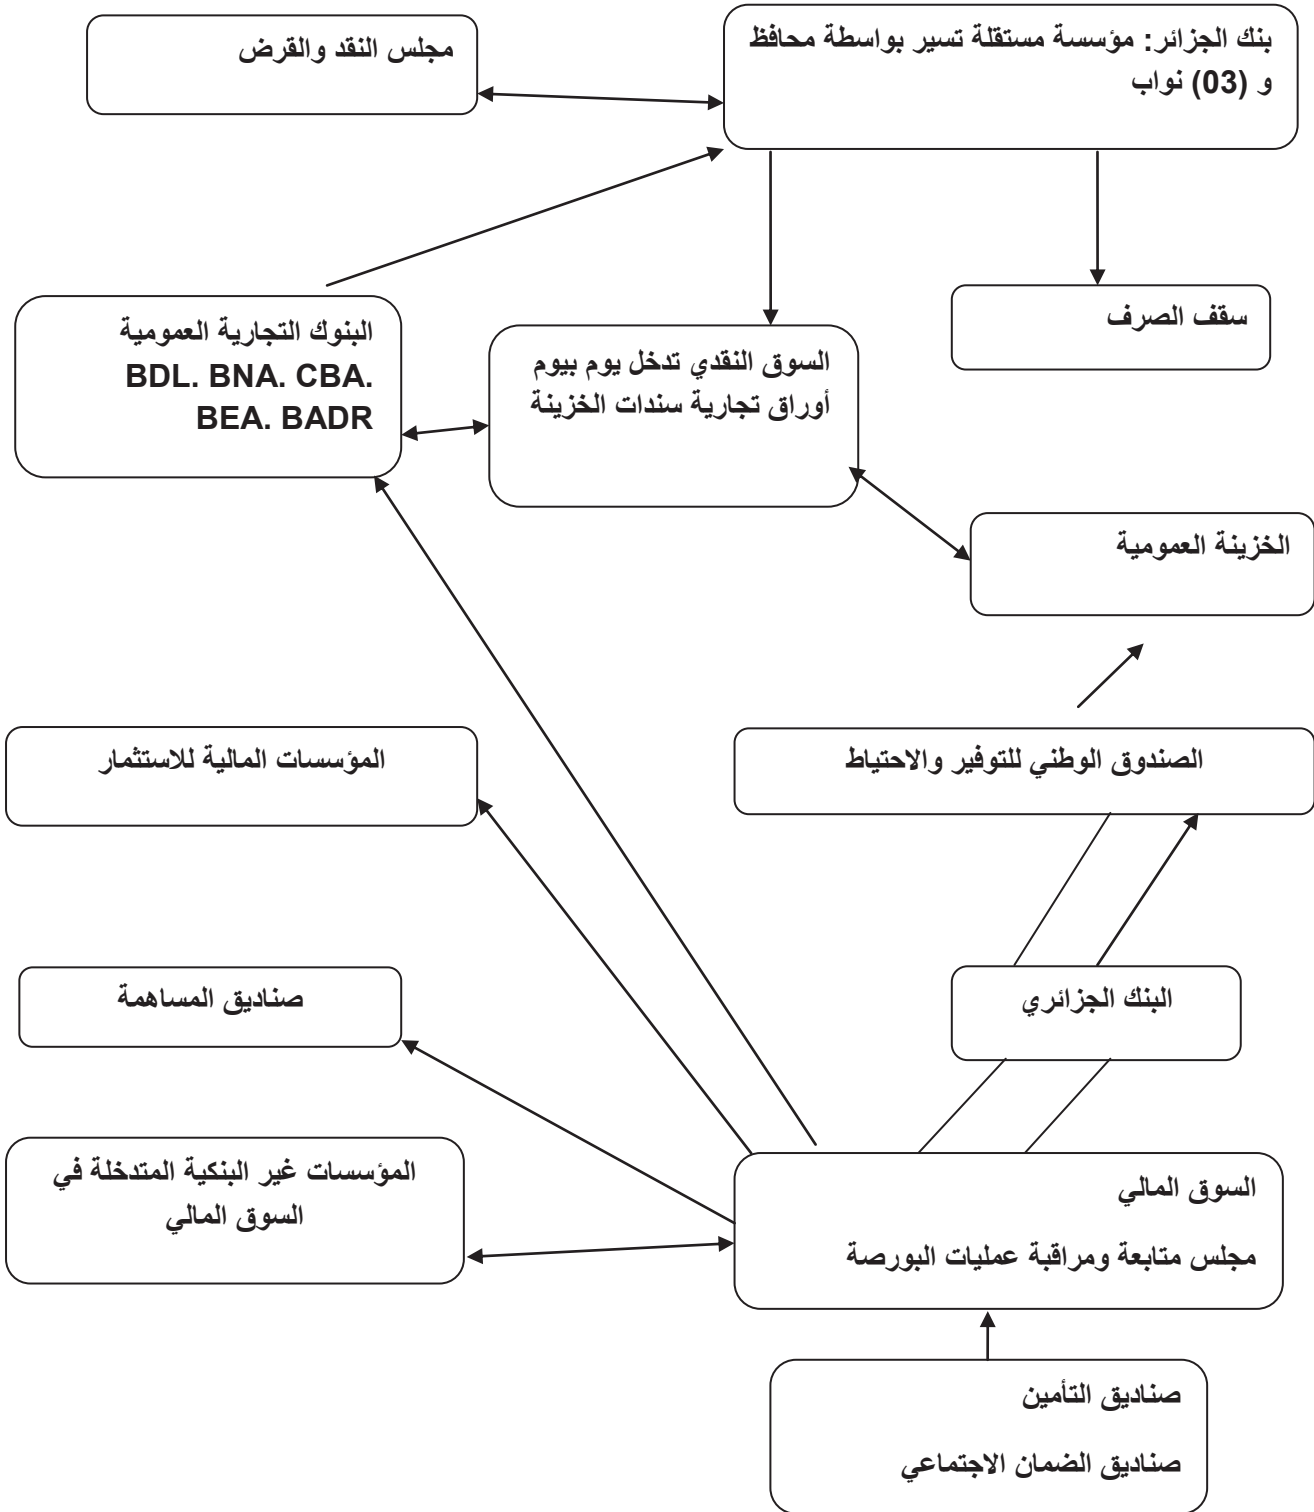 بنك الجزائر: مؤسسة مستقلة تسير بواسطة محافظ
و (03) نواب
مجلس النقد والقرض
سقف الصرف
السوق النقدي تدخل يوم بيوم
أوراق تجارية سندات الخزينة
البنوك التجارية العمومية
BDL. BNA. CBA.
BEA. BADR
الخزينة العمومية
الصندوق الوطني للتوفير والاحتياط
المؤسسات المالية للاستثمار
البنك الجزائري
صناديق المساهمة
السوق المالي
مجلس متابعة ومراقبة عمليات البورصة
المؤسسات غير البنكية المتدخلة في
السوق المالي
صناديق التأمين
صناديق الضمان الاجتماعي